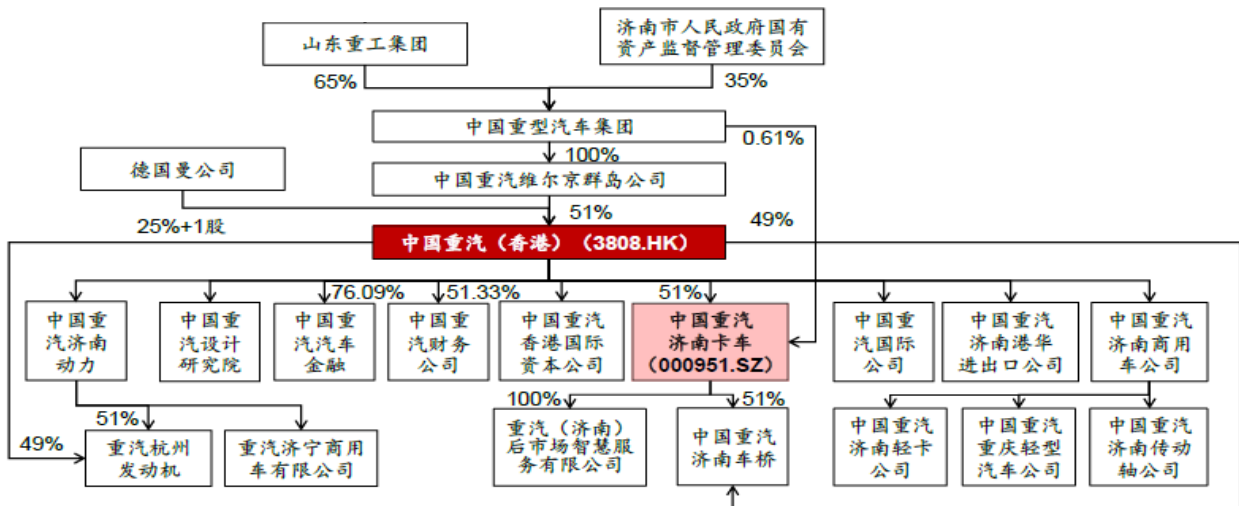 山东重工集团
济南市人民政府国有
资产监督管理委员会
65%
35%
中国重型汽车集团
0.61%
100%
德国曼公司
中国重汽维尔京群岛公司
51%
25%+1股
49%
中国重汽（香港）（3808.HK）
76.09%
51.33%
51%
中国重
汽济南
动力
中国重
汽设计
研究院
中国重
汽汽车
金融
中国重
汽财务
公司
中国重汽
香港国际
资本公司
中国重汽
济南卡车
（000951.SZ）
中国重
汽国际
公司
中国重汽
济南港华
进出口公司
中国重汽
济南商用
车公司
51%
100%
51%
49%
重汽杭州
发动机
重汽济宁商用
车有限公司
重汽（济南）
后市场智慧服
务有限公司
中国重汽
济南车桥
中国重汽
济南轻卡
公司
中国重汽
重庆轻型
汽车公司
中国重汽
济南传动
轴公司